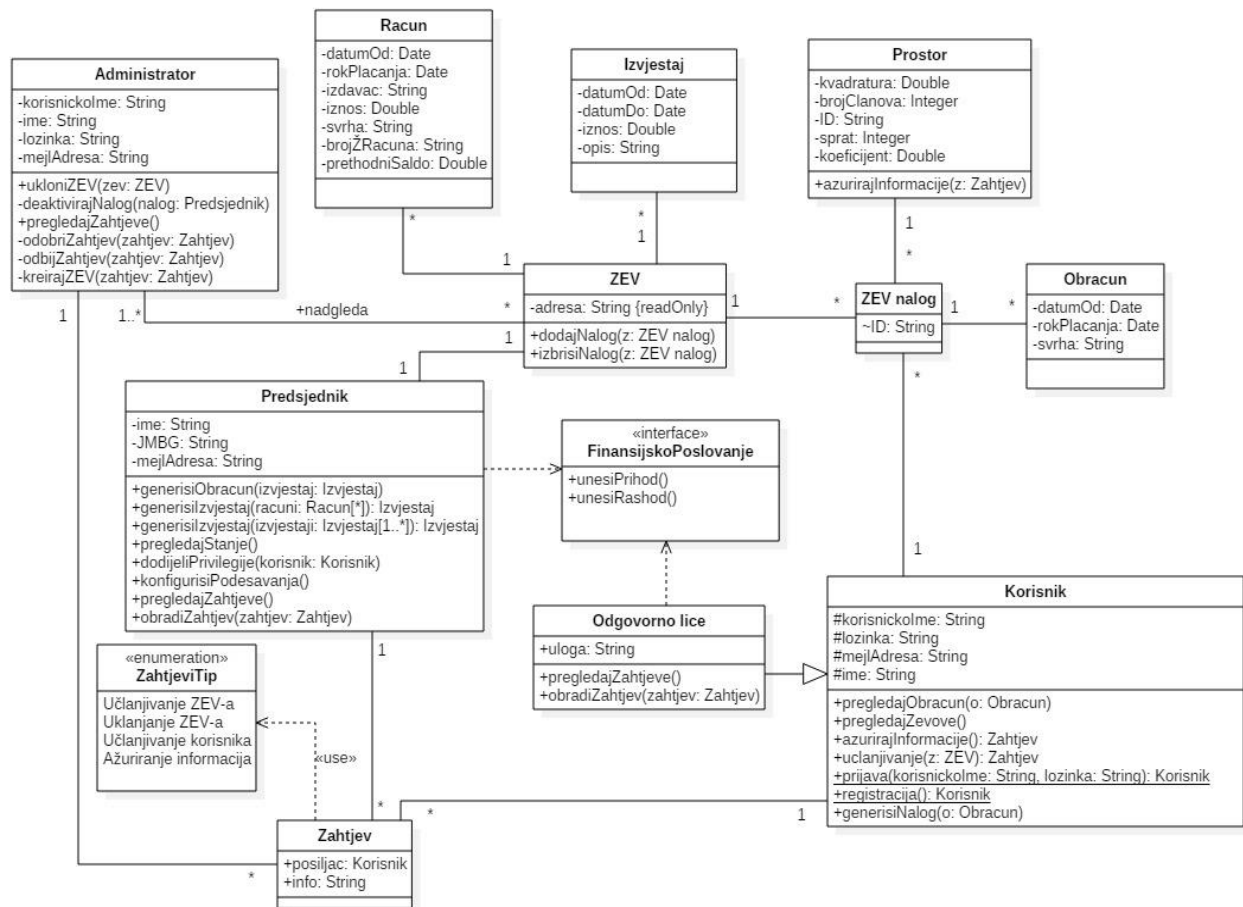 Racun
-datumOd: Date
-rokPlacanja: Date
-izdavac: String
-iznos: Double
-svrha: String
-brojŽRacuna: String
-prethodniSaldo: Double
Izvjestaj
-datumOd: Date
-datumDo: Date
-iznos: Double
-opis: String
Prostor
-kvadratura: Double
-brojClanova: Integer
-ID: String
-sprat: Integer
-koeficijent: Double
+azurirajInformacije(z: Zahtjev)
Administrator
-korisnickoIme: String
-ime: String
-lozinka: String
-mejlAdresa: String
+ukloniZEV(zev: ZEV)
-deaktivirajNalog(nalog: Predsjednik)
+pregledajZahtjeve()
-odobriZahtjev(zahtjev: Zahtjev)
-odbijZahtjev(zahtjev: Zahtjev)
-kreirajZEV(zahtjev: Zahtjev)
*
1
*
1
1
*
1
1..*
+nadgleda
*
1
ZEV
-adresa: String {readOnly}
+dodajNalog(z: ZEV nalog)
+izbrisiNalog(z: ZEV nalog)
1
*
ZEV nalog
~ID: String
1
*
*
Obracun
-datumOd: Date
-rokPlacanja: Date
-svrha: String
1
Predsjednik
-ime: String
-JMBG: String
-mejlAdresa: String
+generisiObracun(izvjestaj: Izvjestaj)
+generisiIzvjestaj(racuni: Racun[*]): Izvjestaj
+generisiIzvjestaj(izvjestaji: Izvjestaj[1..*]): Izvjestaj
+pregledajStanje()
+dodijeliPrivilegije(korisnik: Korisnik)
+konfigurisiPodesavanja()
+pregledajZahtjeve()
+obradiZahtjev(zahtjev: Zahtjev)
«interface»
FinansijskoPoslovanje
+unesiPrihod()
+unesiRashod()
1
Odgovorno lice
+uloga: String
+pregledajZahtjeve()
+obradiZahtjev(zahtjev: Zahtjev)
Korisnik
#korisnickoIme: String
#lozinka: String
#mejlAdresa: String
#ime: String
+pregledajObracun(o: Obracun)
+pregledajZevove()
+azurirajInformacije(): Zahtjev
+uclanjivanje(z: ZEV): Zahtjev
+prijava(korisnickoIme: String, lozinka: String): Korisnik
+registracija(): Korisnik
+generisiNalog(o: Obracun)
«enumeration»
ZahtjeviTip
Učlanjivanje ZEV-a
Uklanjanje ZEV-a
Učlanjivanje korisnika
Ažuriranje informacija
1
«use»
*
*
1
Zahtjev
+posiljac: Korisnik
+info: String
*